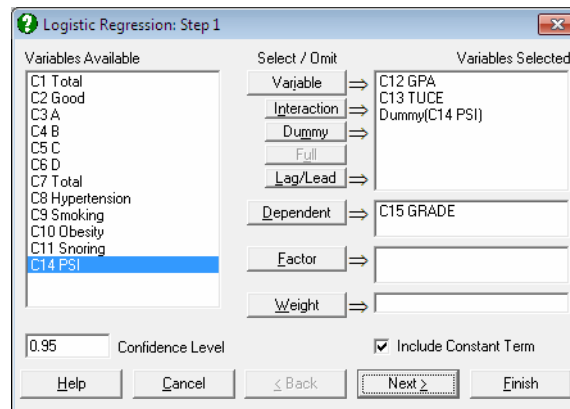 Logistic Regression: Step 1
Variables Available
Select / Omit
Variables Selected
C1 Total
C2 Good
C3 A
C4 B
C5 C
C6 D
C7 Total
C8 Hypertension
C9 Smoking
C10 Obesity
C11 Snoring
C14 PSI
Variable
Interaction
Dummy
Full
Lag/Lead
C12 GPA
C13 TUCE
Dummy(C14 PSI)
Dependent
C15 GRADE
Factor
Weight
0.95 Confidence Level
Include Constant Term
Help
Cancel
< Back
Next >
Finish